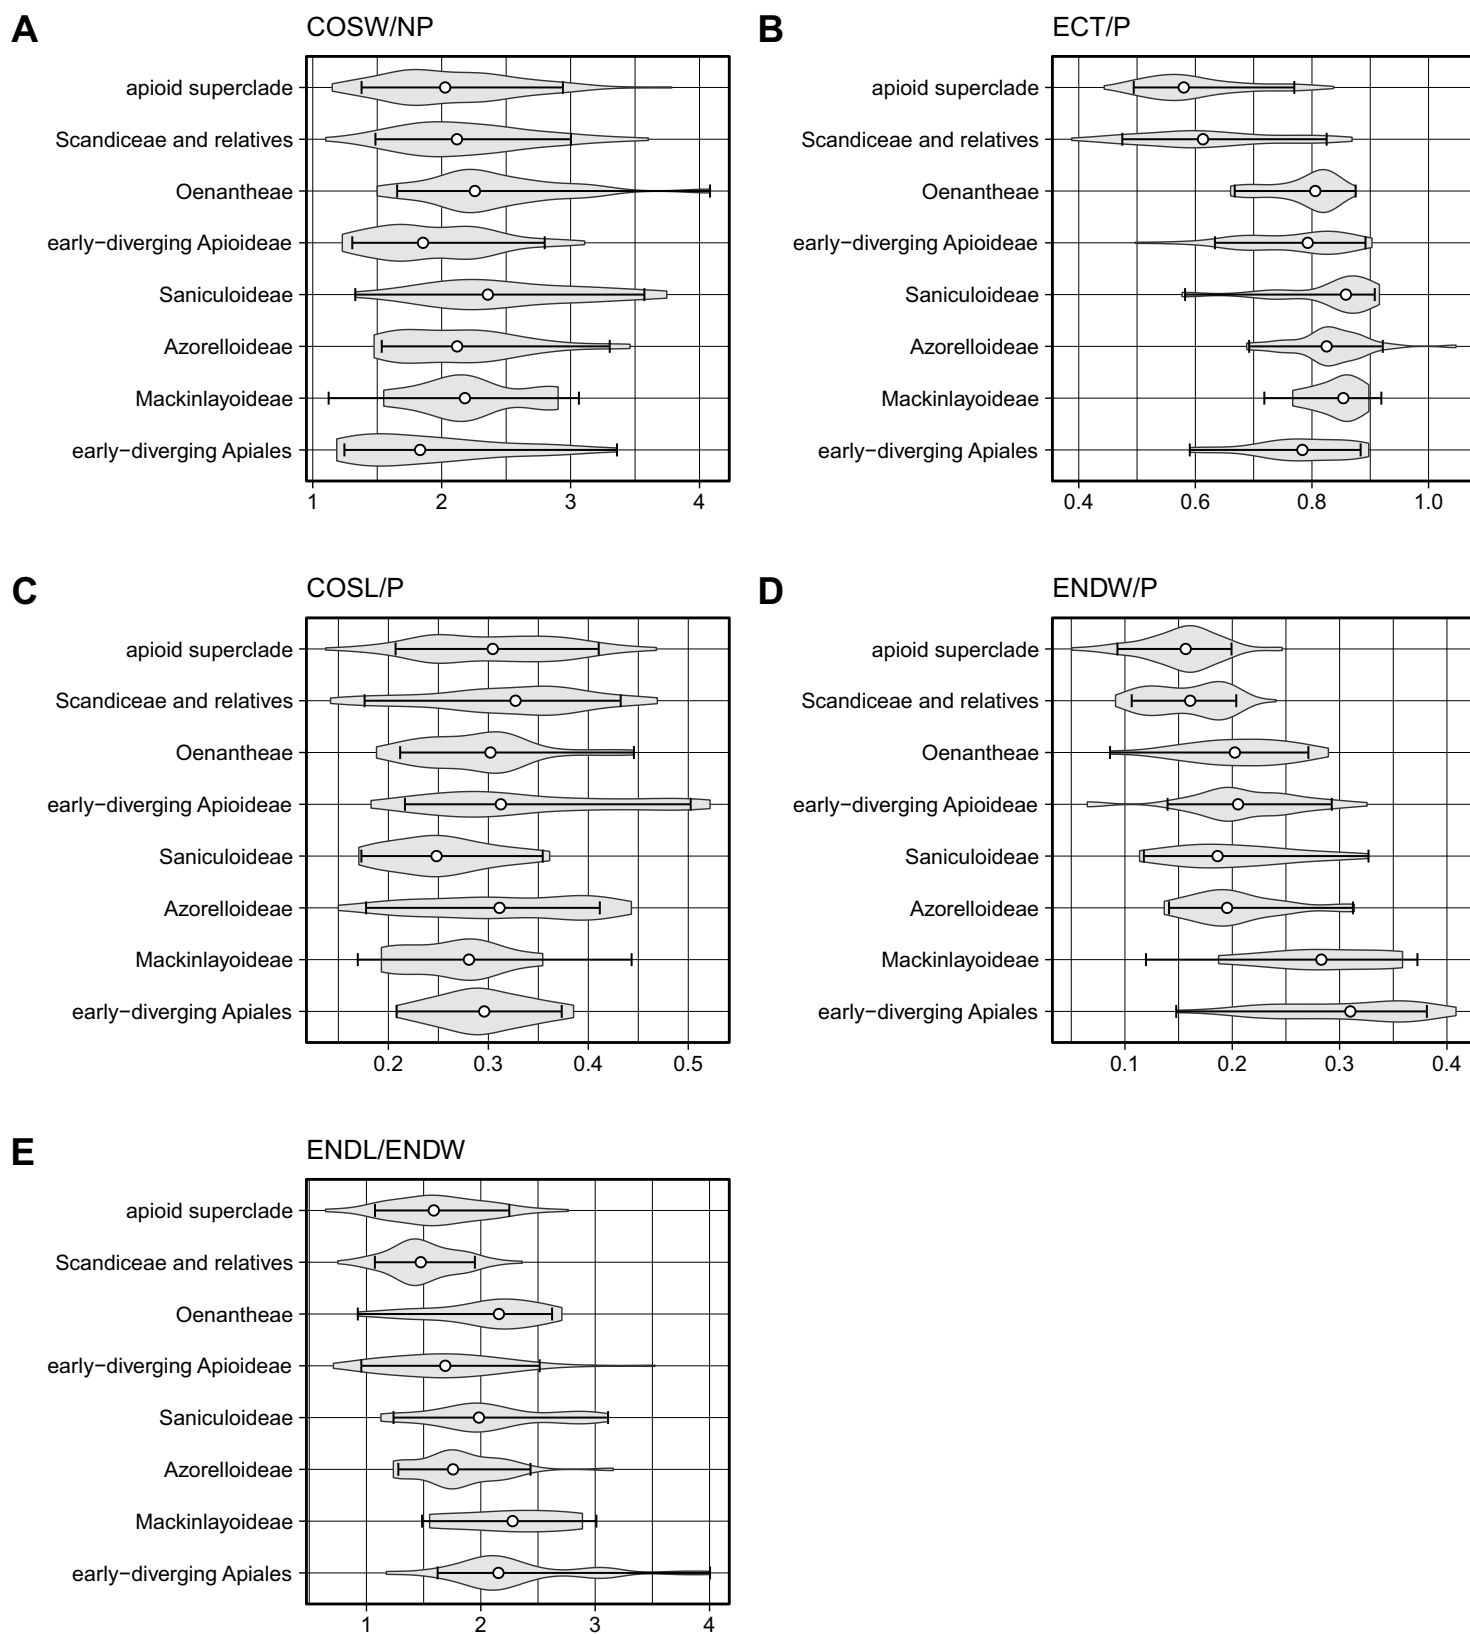 A
COSW/NP
apioid superclade
Scandiceae and relatives
Oenantheae
early−diverging Apioideae
Saniculoideae
Azorelloideae
Mackinlayoideae
early−diverging Apiales
1 2 3 4
B
ECT/P
apioid superclade
Scandiceae and relatives
Oenantheae
early−diverging Apioideae
Saniculoideae
Azorelloideae
Mackinlayoideae
early−diverging Apiales
0.4 0.6 0.8 1.0
C
COSL/P
apioid superclade
Scandiceae and relatives
Oenantheae
early−diverging Apioideae
Saniculoideae
Azorelloideae
Mackinlayoideae
early−diverging Apiales
0.2 0.3 0.4 0.5
D
ENDW/P
apioid superclade
Scandiceae and relatives
Oenantheae
early−diverging Apioideae
Saniculoideae
Azorelloideae
Mackinlayoideae
early−diverging Apiales
0.1 0.2 0.3 0.4
E
ENDL/ENDW
apioid superclade
Scandiceae and relatives
Oenantheae
early−diverging Apioideae
Saniculoideae
Azorelloideae
Mackinlayoideae
early−diverging Apiales
1 2 3 4